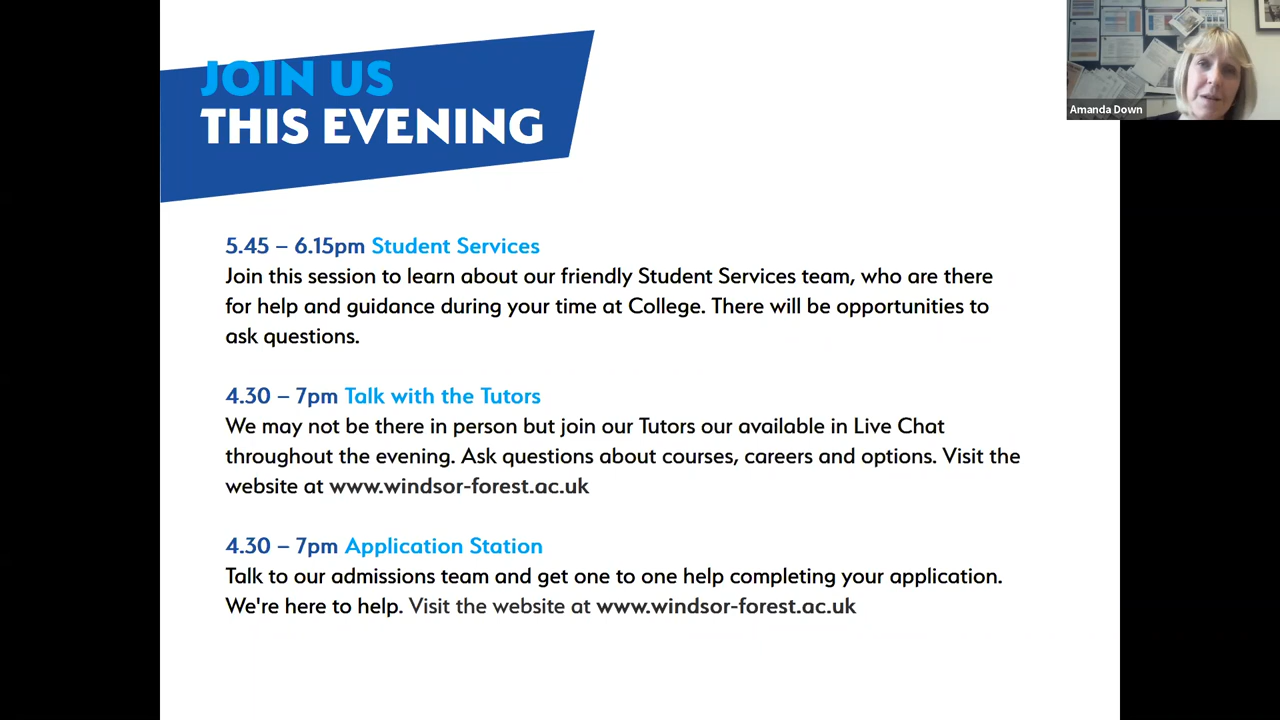 JOIN US
THIS EVENING
Amanda Down
5.45 – 6.15pm Student Services
Join this session to learn about our friendly Student Services team, who are there
for help and guidance during your time at College. There will be opportunities to
ask questions.
4.30 – 7pm Talk with the Tutors
We may not be there in person but join our Tutors our available in Live Chat
throughout the evening. Ask questions about courses, careers and options. Visit the
website at www.windsor-forest.ac.uk
4.30 – 7pm Application Station
Talk to our admissions team and get one to one help completing your application.
We're here to help. Visit the website at www.windsor-forest.ac.uk